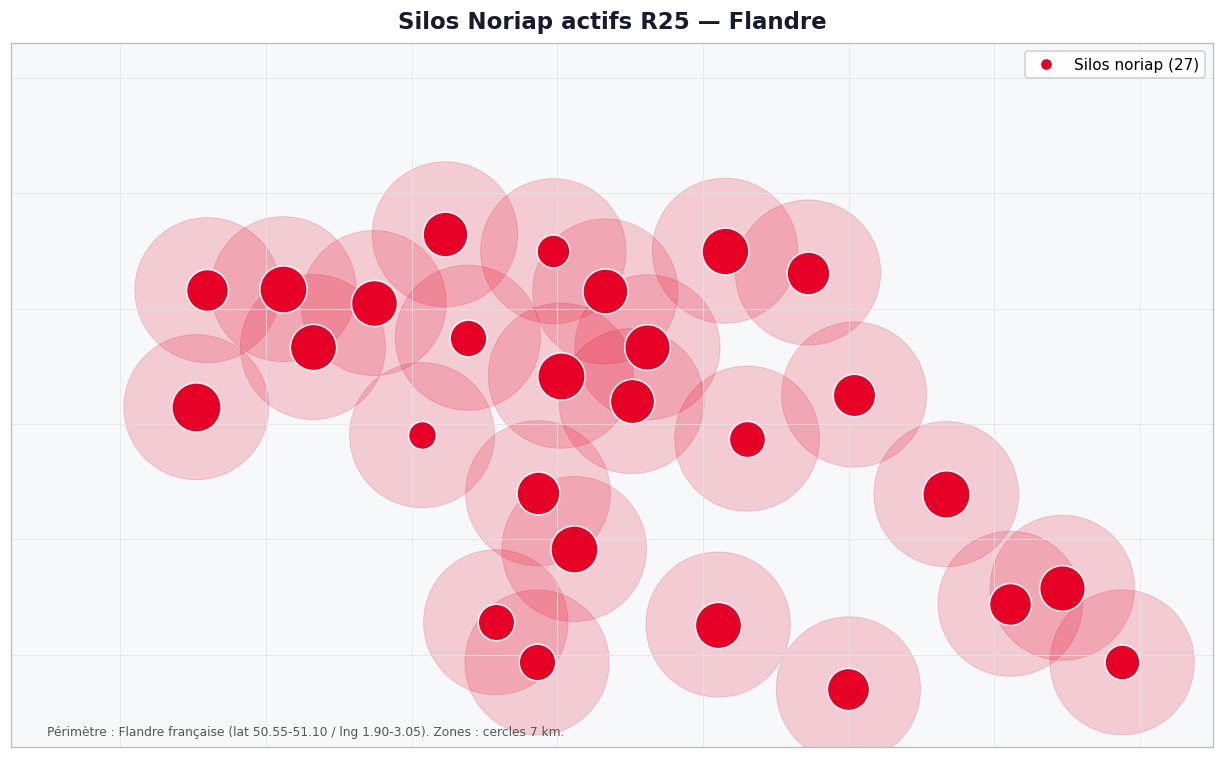 Silos Noriap actifs R25 — Flandre
Silos noriap (27)
Périmètre : Flandre française (lat 50.55-51.10 / lng 1.90-3.05). Zones : cercles 7 km.